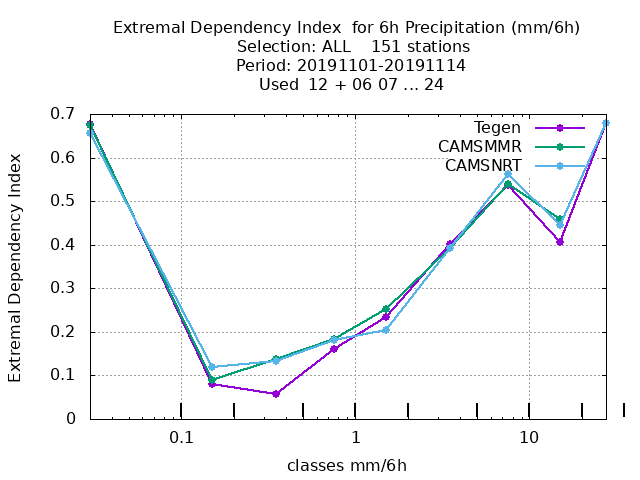 Extremal Dependency Index  for 6h Precipitation (mm/6h)
Selection: ALL    151 stations
Period: 20191101-20191114
Used  12 + 06 07 ... 24
Tegen
CAMSMMR
CAMSNRT
Extremal Dependency Index
0.7
0.6
0.5
0.4
0.3
0.2
0.1
0
0.1
1
10
classes mm/6h